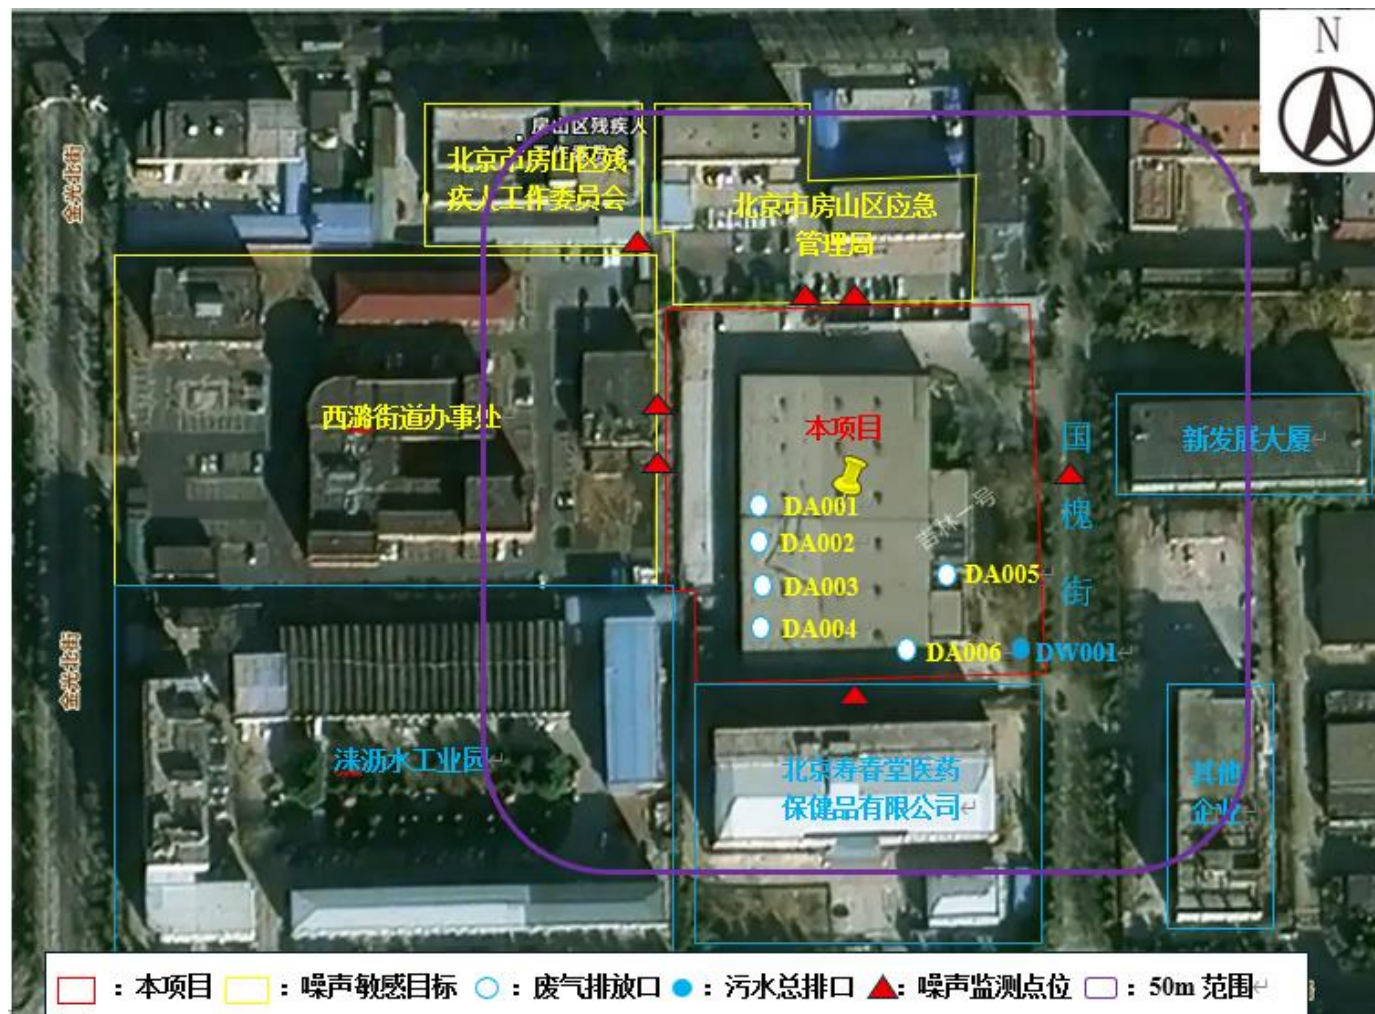 N
房山区残疾人
北京市房山区残
疾人工作委员会
北京市房山区应急
管理局
金光北街
西潞街道办事处
本项目
国槐街
新发展大厦
吉林一号
DA001
DA002
DA003
DA004
DA005
DA006
DW001
金光北街
涞沥水工业园
北京寿春堂医药
保健品有限公司
其他
企业
：本项目 ：噪声敏感目标 ：废气排放口 ：污水总排口 ：噪声监测点位 ：50m 范围